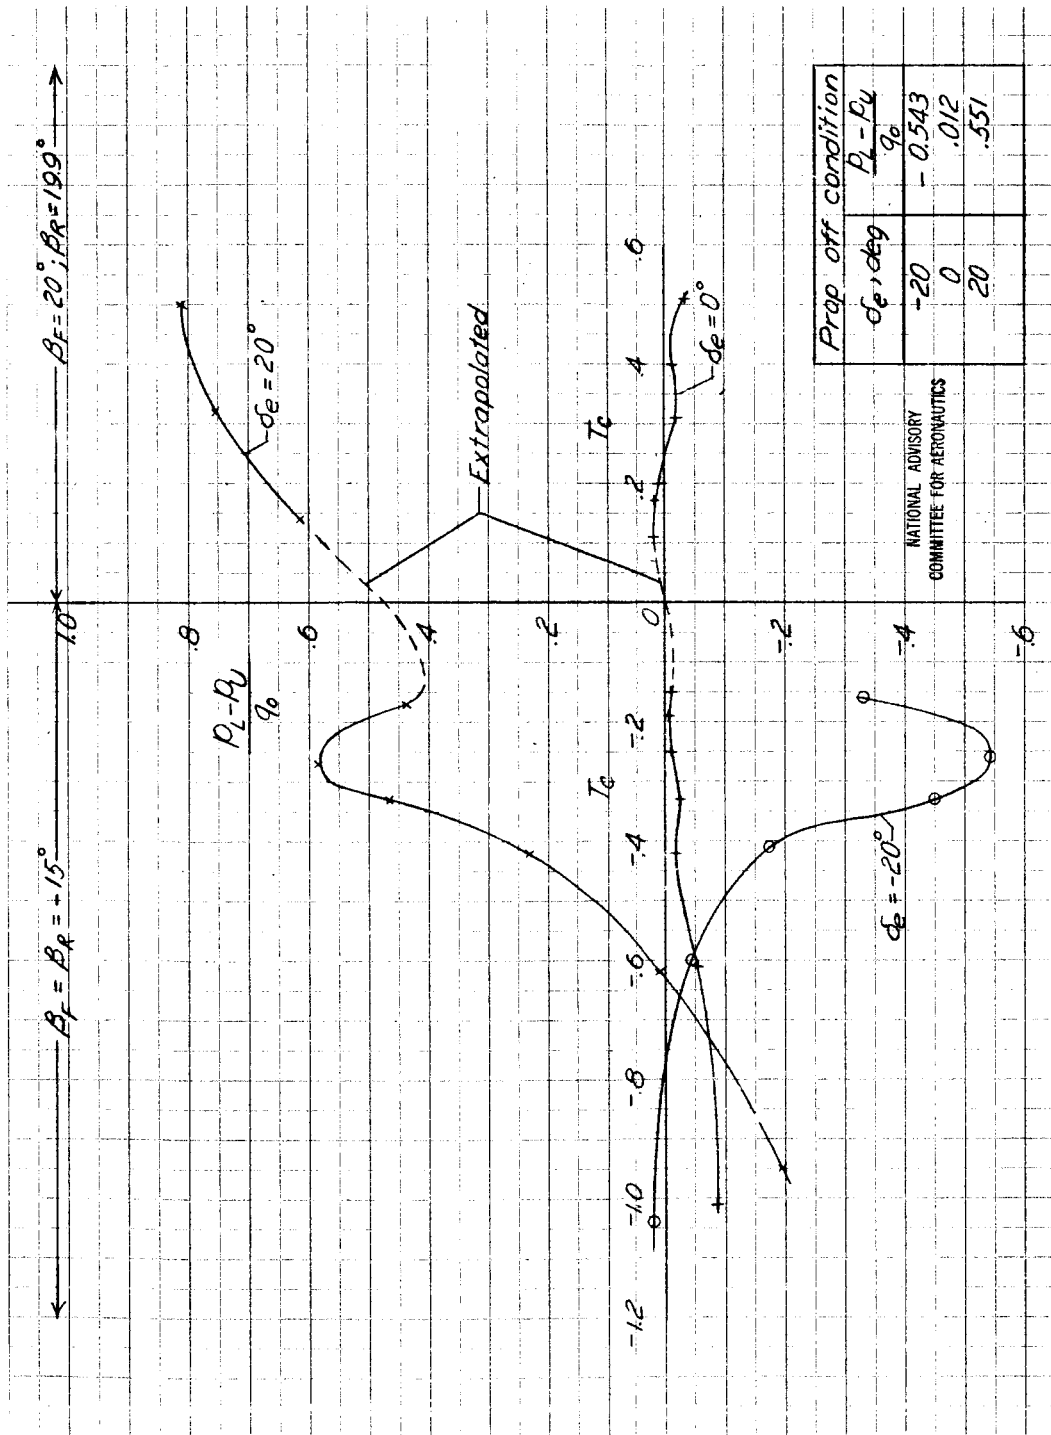 β_F = β_R = -15°
β_F = 20°; β_R = 19.9°
P_L - P_U
q_o
1.0
.8
.6
.4
.2
0
-.2
-.4
-.6
-1.2
-1.0
-.8
-.6
-.4
-.2
.2
.4
.6
T_c
T_c
δ_e = 20°
Extrapolated
δ_e = 0°
δ_e = -20°
NATIONAL ADVISORY
COMMITTEE FOR AERONAUTICS
Prop off condition
δ_e, deg P_L - P_U
q_o
-20 -0.543
0 .012
20 .551